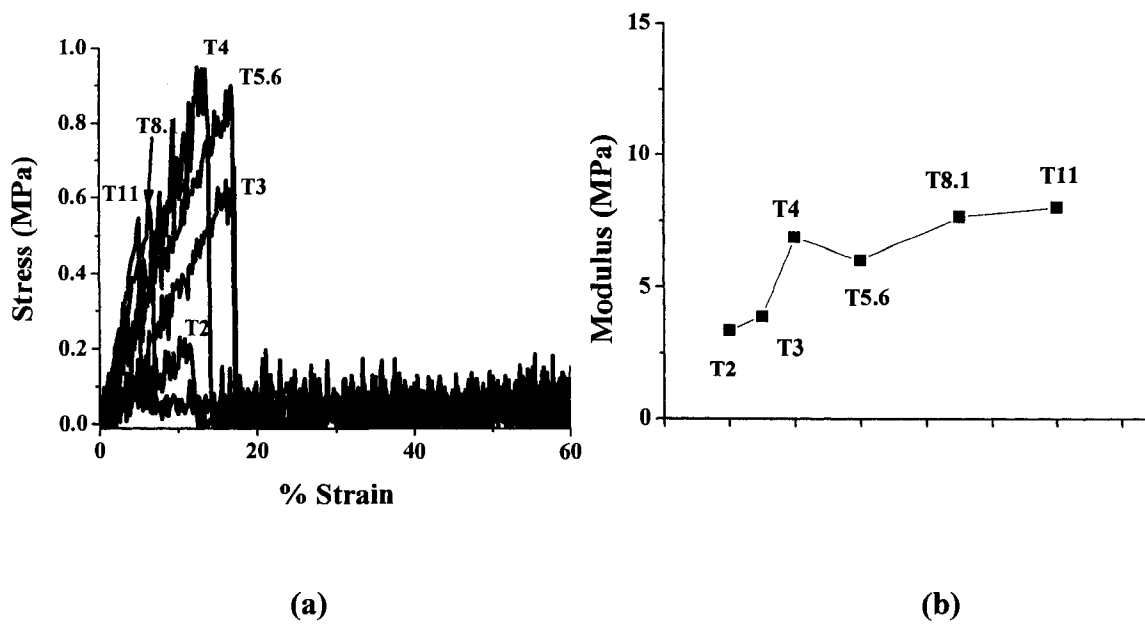 1.0
0.8
0.6
0.4
0.2
0.0
0
20
40
60
Stress (MPa)
% Strain
T4
T5.6
T8.1
T11
T3
T2
(a)
15
10
5
0
Modulus (MPa)
T2
T3
T4
T5.6
T8.1
T11
(b)